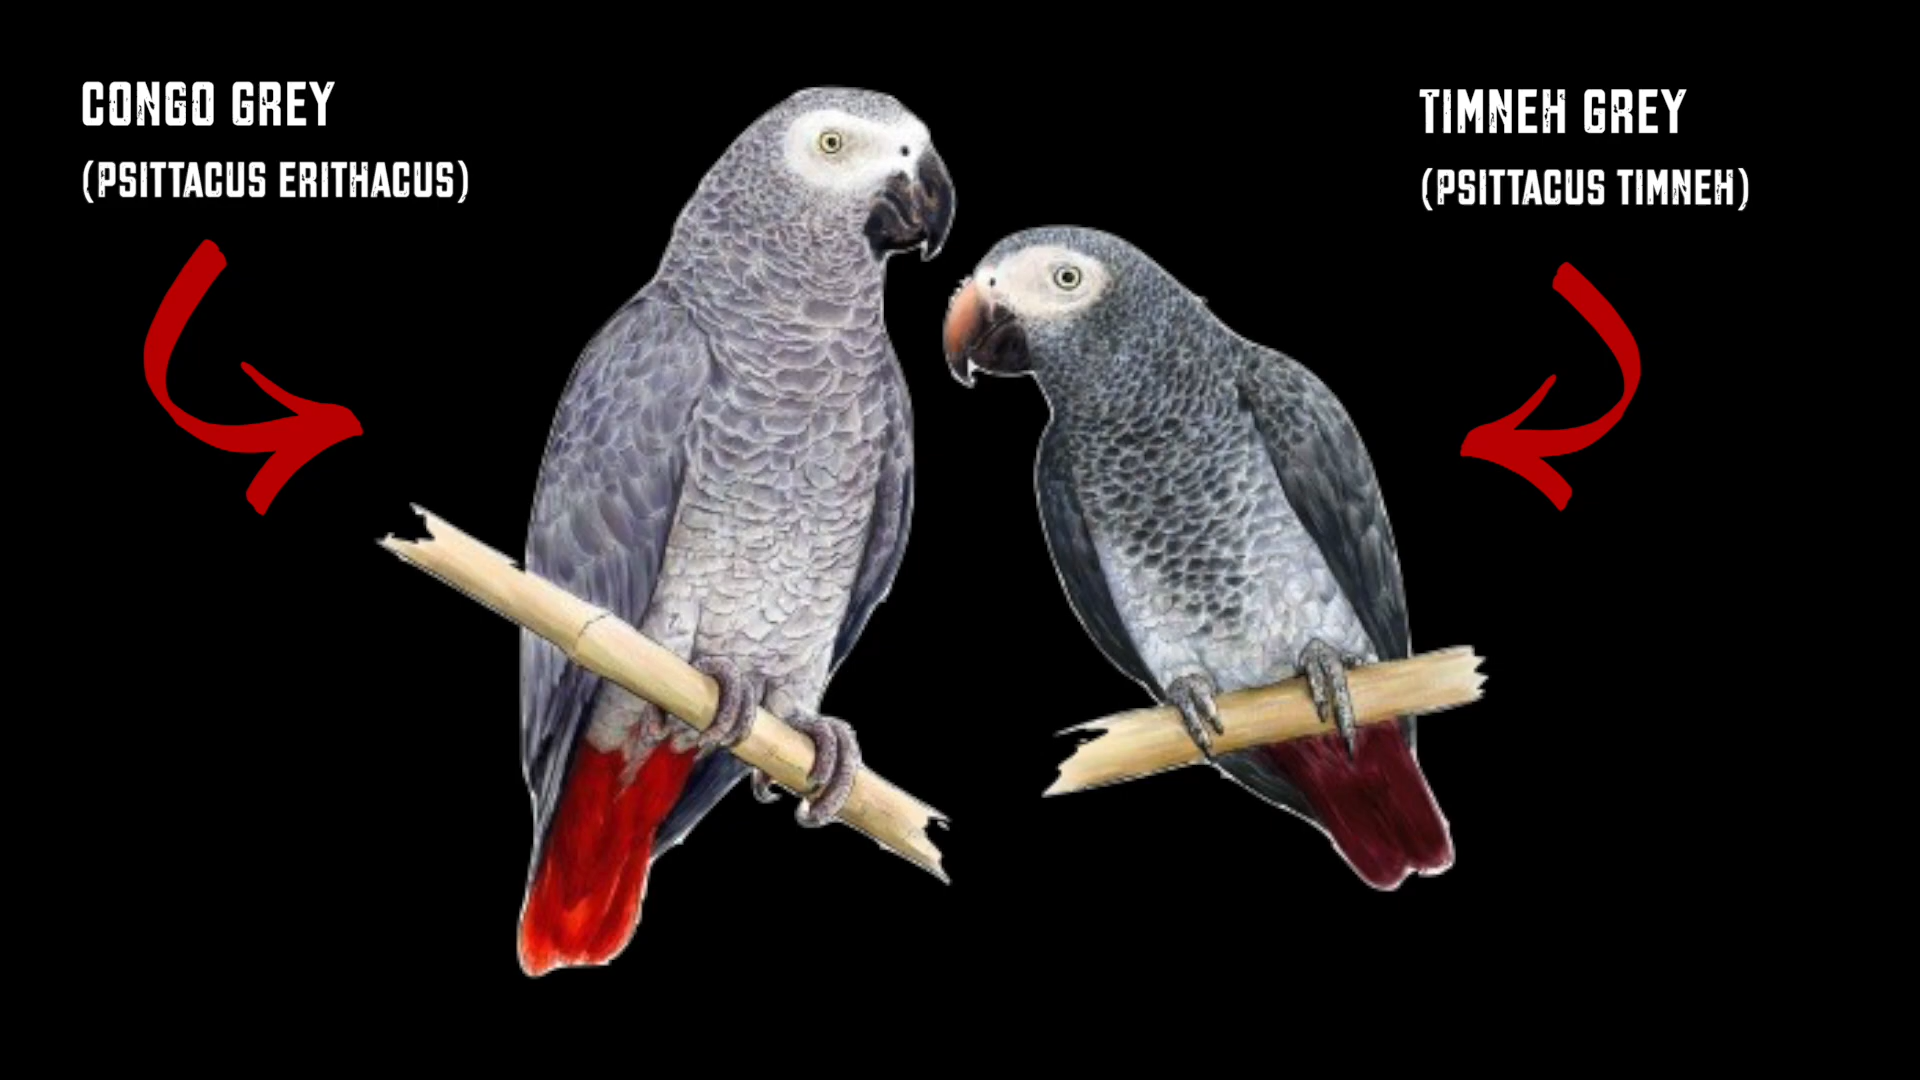 CONGO GREY
(PSITTACUS ERITHACUS)
TIMNEH GREY
(PSITTACUS TIMNEH)